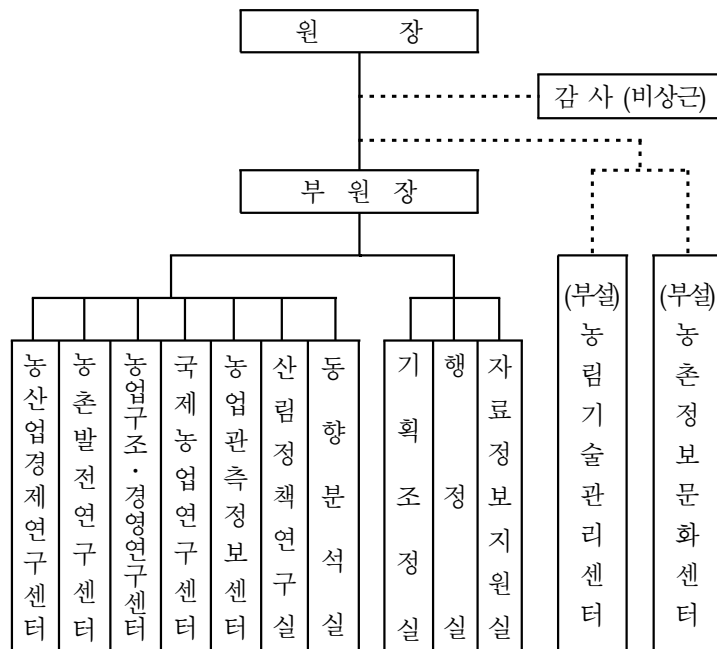 원 장
감 사 (비상근)
부 원 장
농산업경제연구센터
농촌발전연구센터
농업구조·경영연구센터
국제농업연구센터
농업관측정보센터
산림정책연구실
동향분석실
기획조정실
행정실
자료정보지원실
(부설)농림기술관리센터
(부설)농촌정보문화센터